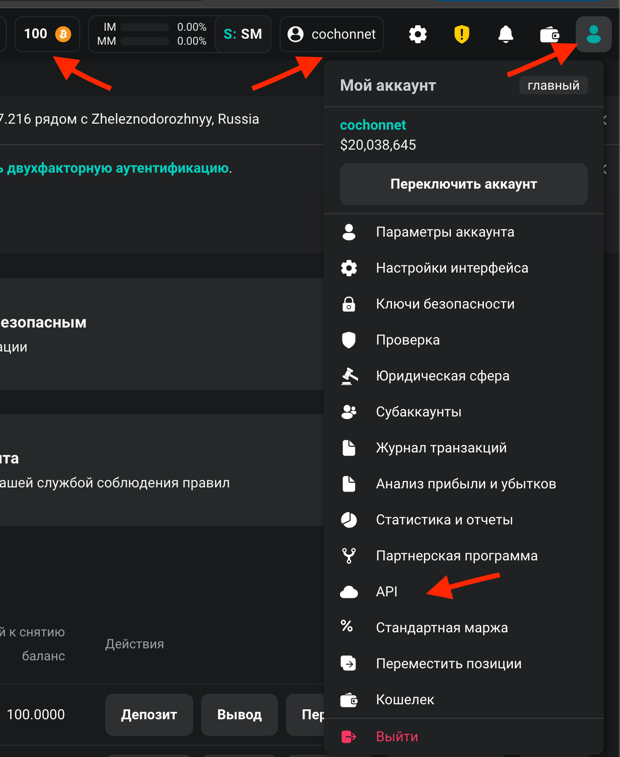 100
IM 0.00%
MM 0.00%
S: SM
cochonnet
Мой аккаунт
главный
7.216 рядом с Zheleznodorozhnyy, Russia
cochonnet
$20,038,645
ь двухфакторную аутентификацию.
Переключить аккаунт
Параметры аккаунта
Настройки интерфейса
Ключи безопасности
езопасным
Проверка
ации
Юридическая сфера
Субаккаунты
Журнал транзакций
та
ашей службой соблюдения правил
Анализ прибыли и убытков
Статистика и отчеты
Партнерская программа
API
й к снятию
баланс
Действия
Стандартная маржа
Переместить позиции
Кошелек
100.0000
Депозит
Вывод
Пер
Выйти